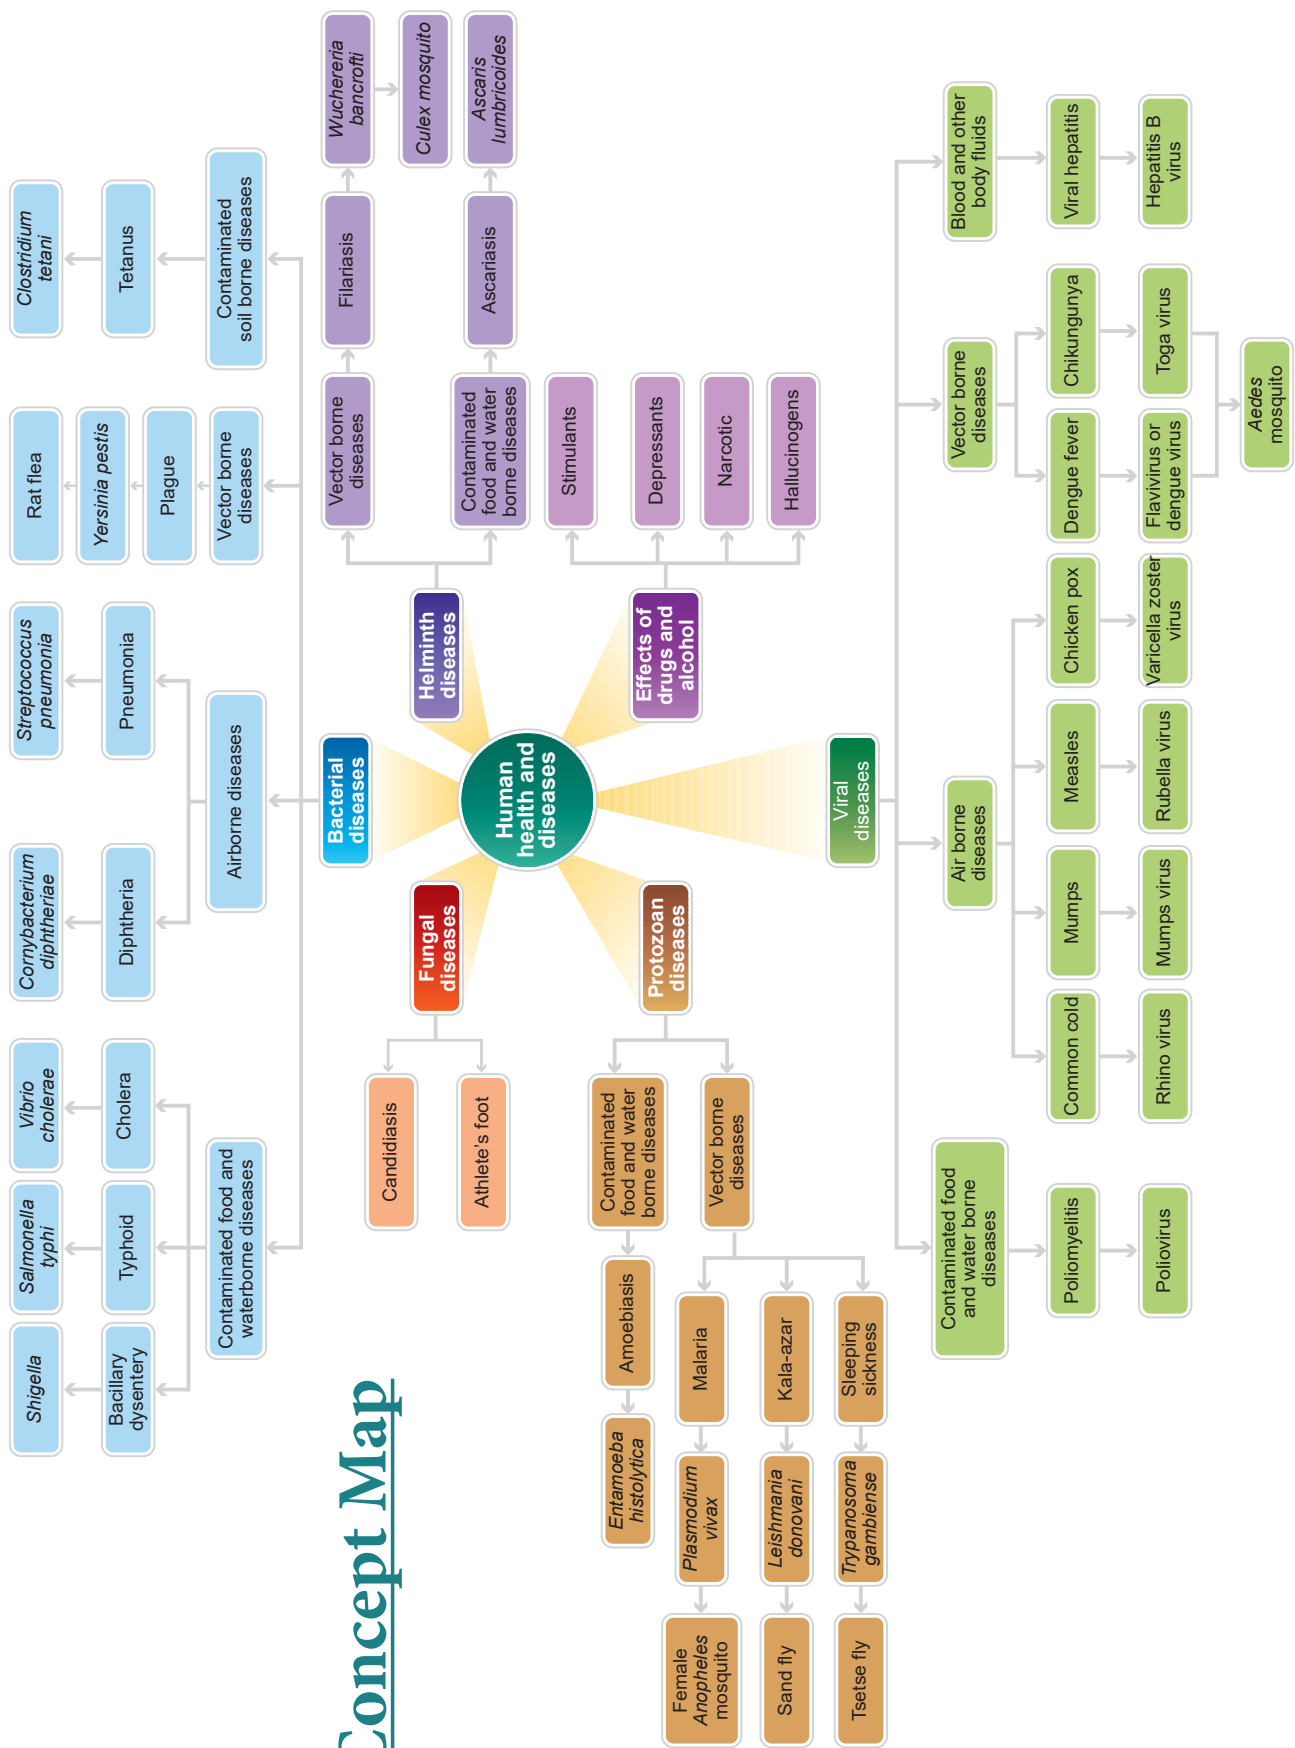 Concept Map
Shigella
Bacillary
dysentery
Salmonella
typhi
Typhoid
Vibrio
cholerae
Cholera
Contaminated food and
waterborne diseases
Cornybacterium
diphtheriae
Diphtheria
Streptococcus
pneumonia
Pneumonia
Airborne diseases
Rat flea
Yersinia pestis
Plague
Vector borne
diseases
Clostridium
tetani
Tetanus
Contaminated
soil borne diseases
Bacterial
diseases
Human
health and
diseases
Fungal
diseases
Candidiasis
Athlete's foot
Helminth
diseases
Vector borne
diseases
Filariasis
Wuchereria
bancrofti
Culex mosquito
Contaminated
food and water
borne diseases
Ascariasis
Ascaris
lumbricoides
Effects of
drugs and
alcohol
Stimulants
Depressants
Narcotic
Hallucinogens
Protozoan
diseases
Contaminated
food and water
borne diseases
Amoebiasis
Entamoeba
histolytica
Vector borne
diseases
Malaria
Plasmodium
vivax
Female
Anopheles
mosquito
Kala-azar
Leishmania
donovani
Sand fly
Sleeping
sickness
Trypanosoma
gambiense
Tsetse fly
Viral
diseases
Contaminated food
and water borne
diseases
Poliomyelitis
Poliovirus
Air borne
diseases
Common cold
Rhino virus
Mumps
Mumps virus
Measles
Rubella virus
Chicken pox
Varicella zoster
virus
Vector borne
diseases
Dengue fever
Flavivirus or
dengue virus
Chikungunya
Toga virus
Aedes
mosquito
Blood and other
body fluids
Viral hepatitis
Hepatitis B
virus